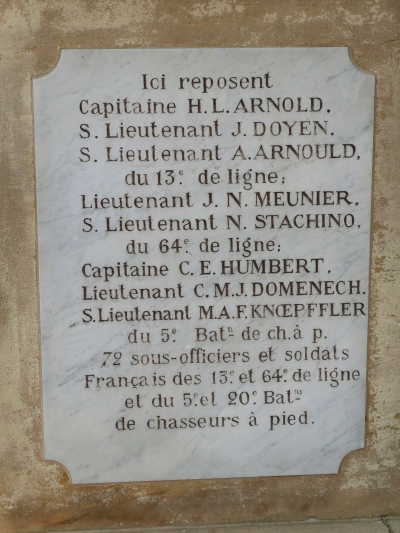 Ici reposent
Capitaine H. L. ARNOLD,
S. Lieutenant J. DOYEN,
S. Lieutenant A. ARNOULD,
du 13e de ligne;
Lieutenant J. N. MEUNIER,
S. Lieutenant N. STACHINO,
du 64e de ligne;
Capitaine C. E. HUMBERT,
Lieutenant C. M. J. DOMENECH,
S. Lieutenant M. A. F. KNŒPFFLER
du 5e Batn de ch. à p.
72 sous-officiers et soldats
Français des 13e et 64e de ligne
et du 5e et 20e Batns
de chasseurs à pied.